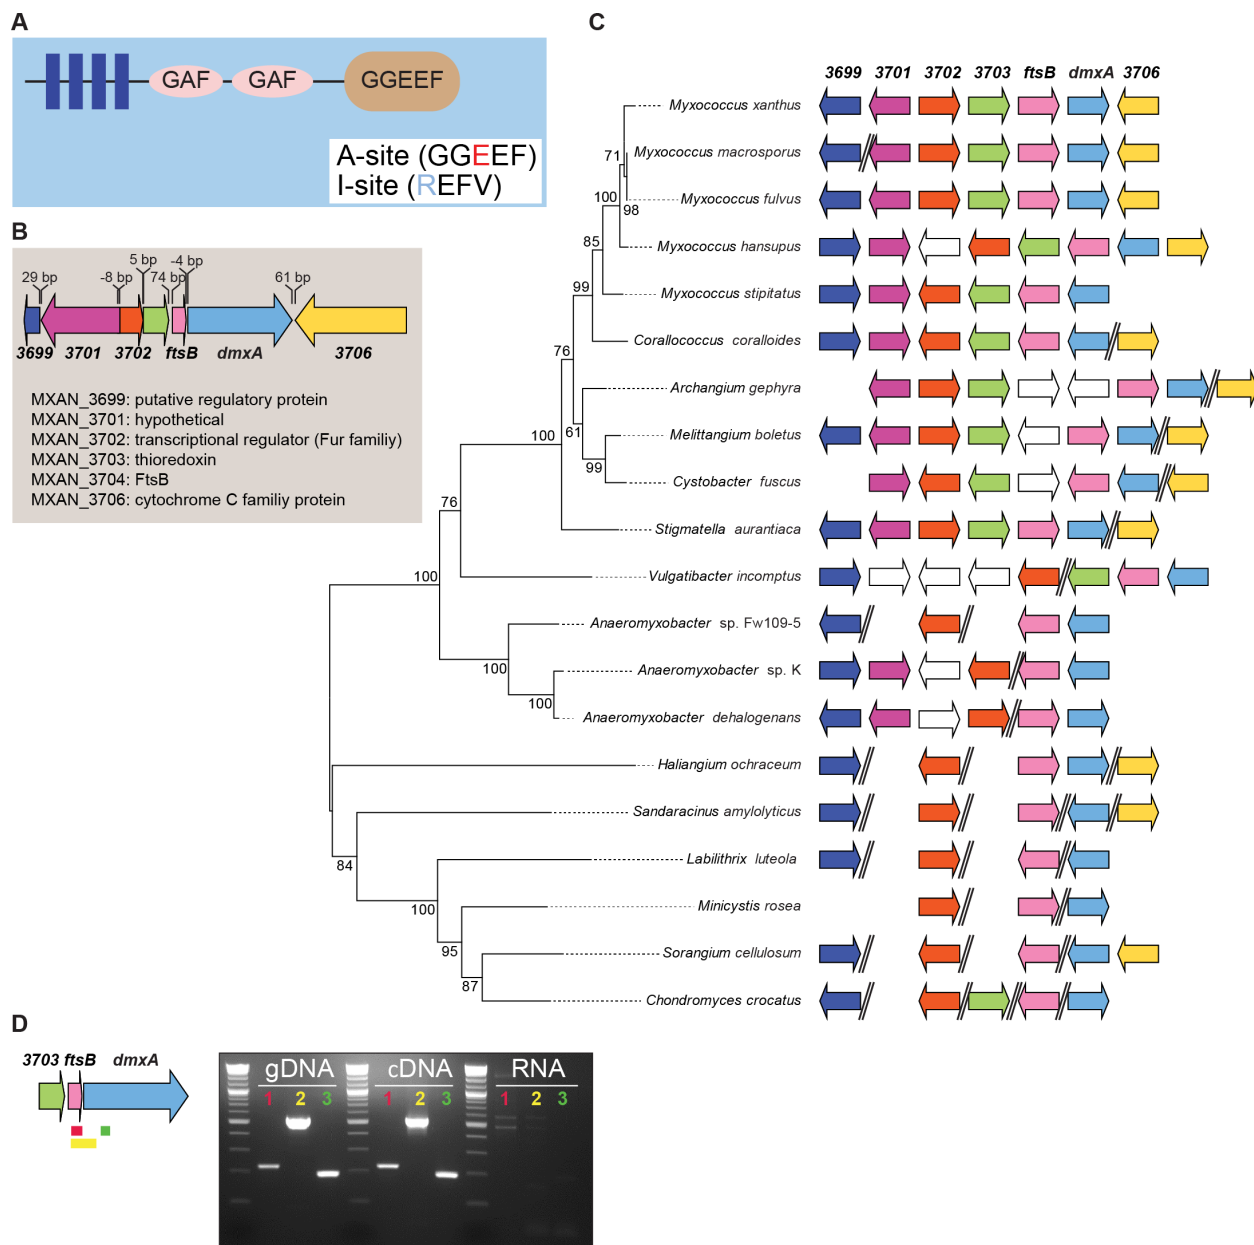 A
GAF GAF GGEEF
A-site (GGEEF)
I-site (REFV)
B
5 bp -4 bp
29 bp -8 bp 74 bp 61 bp
3699 3701 3702 ftsB dmxA 3706
MXAN_3699: putative regulatory protein
MXAN_3701: hypothetical
MXAN_3702: transcriptional regulator (Fur familiy)
MXAN_3703: thioredoxin
MXAN_3704: FtsB
MXAN_3706: cytochrome C familiy protein
C
3699 3701 3702 3703 ftsB dmxA 3706
Myxococcus xanthus
71 Myxococcus macrosporus
100 98 Myxococcus fulvus
85 Myxococcus hansupus
99 Myxococcus stipitatus
76 Corallococcus coralloides
Archangium gephyra
100 61 Melittangium boletus
99 Cystobacter fuscus
76 Stigmatella aurantiaca
100 Vulgatibacter incomptus
Anaeromyxobacter sp. Fw109-5
100 Anaeromyxobacter sp. K
100 Anaeromyxobacter dehalogenans
Haliangium ochraceum
Sandaracinus amylolyticus
84 Labilithrix luteola
100 Minicystis rosea
95 Sorangium cellulosum
87 Chondromyces crocatus
D
3703 ftsB dmxA
gDNA cDNA RNA
1 2 3 1 2 3 1 2 3